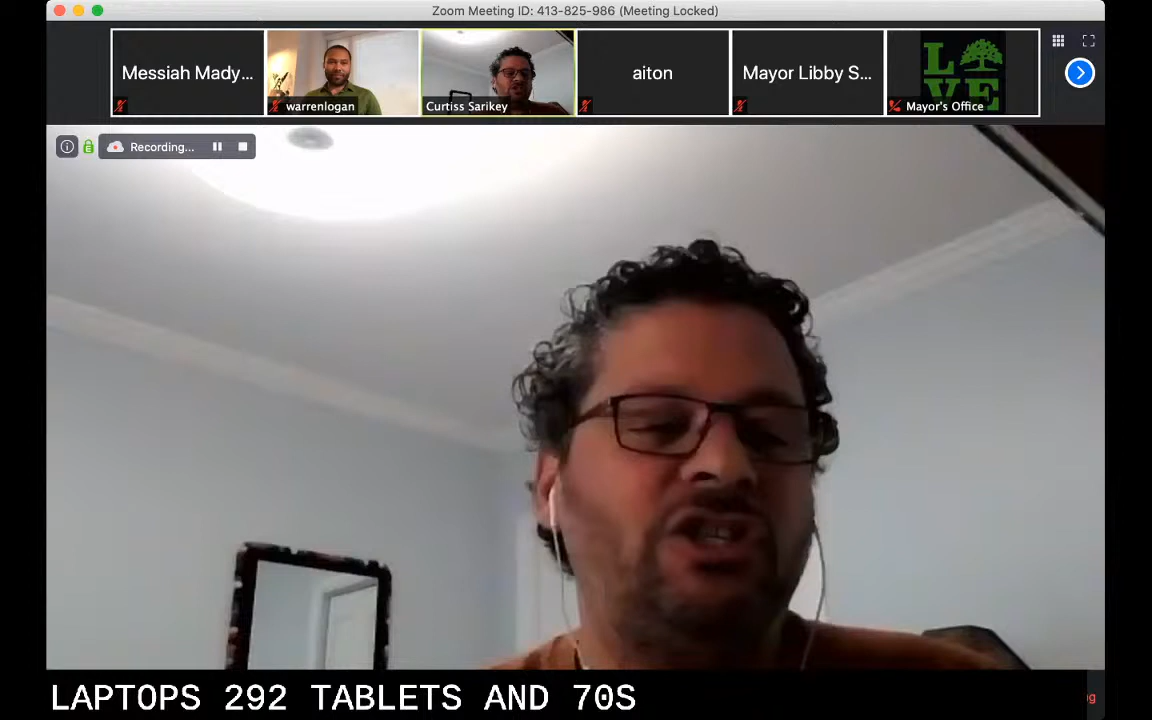 Zoom Meeting ID: 413-825-986 (Meeting Locked)
Messiah Mady...
warrenlogan
Curtiss Sarikey
aiton
Mayor Libby S...
LOVE
Mayor's Office
Recording...
LAPTOPS 292 TABLETS AND 70S